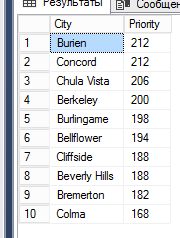 Результаты Сообщен
City Priority
1 Burien 212
2 Concord 212
3 Chula Vista 206
4 Berkeley 200
5 Burlingame 198
6 Bellflower 194
7 Cliffside 188
8 Beverly Hills 188
9 Bremerton 182
10 Colma 168